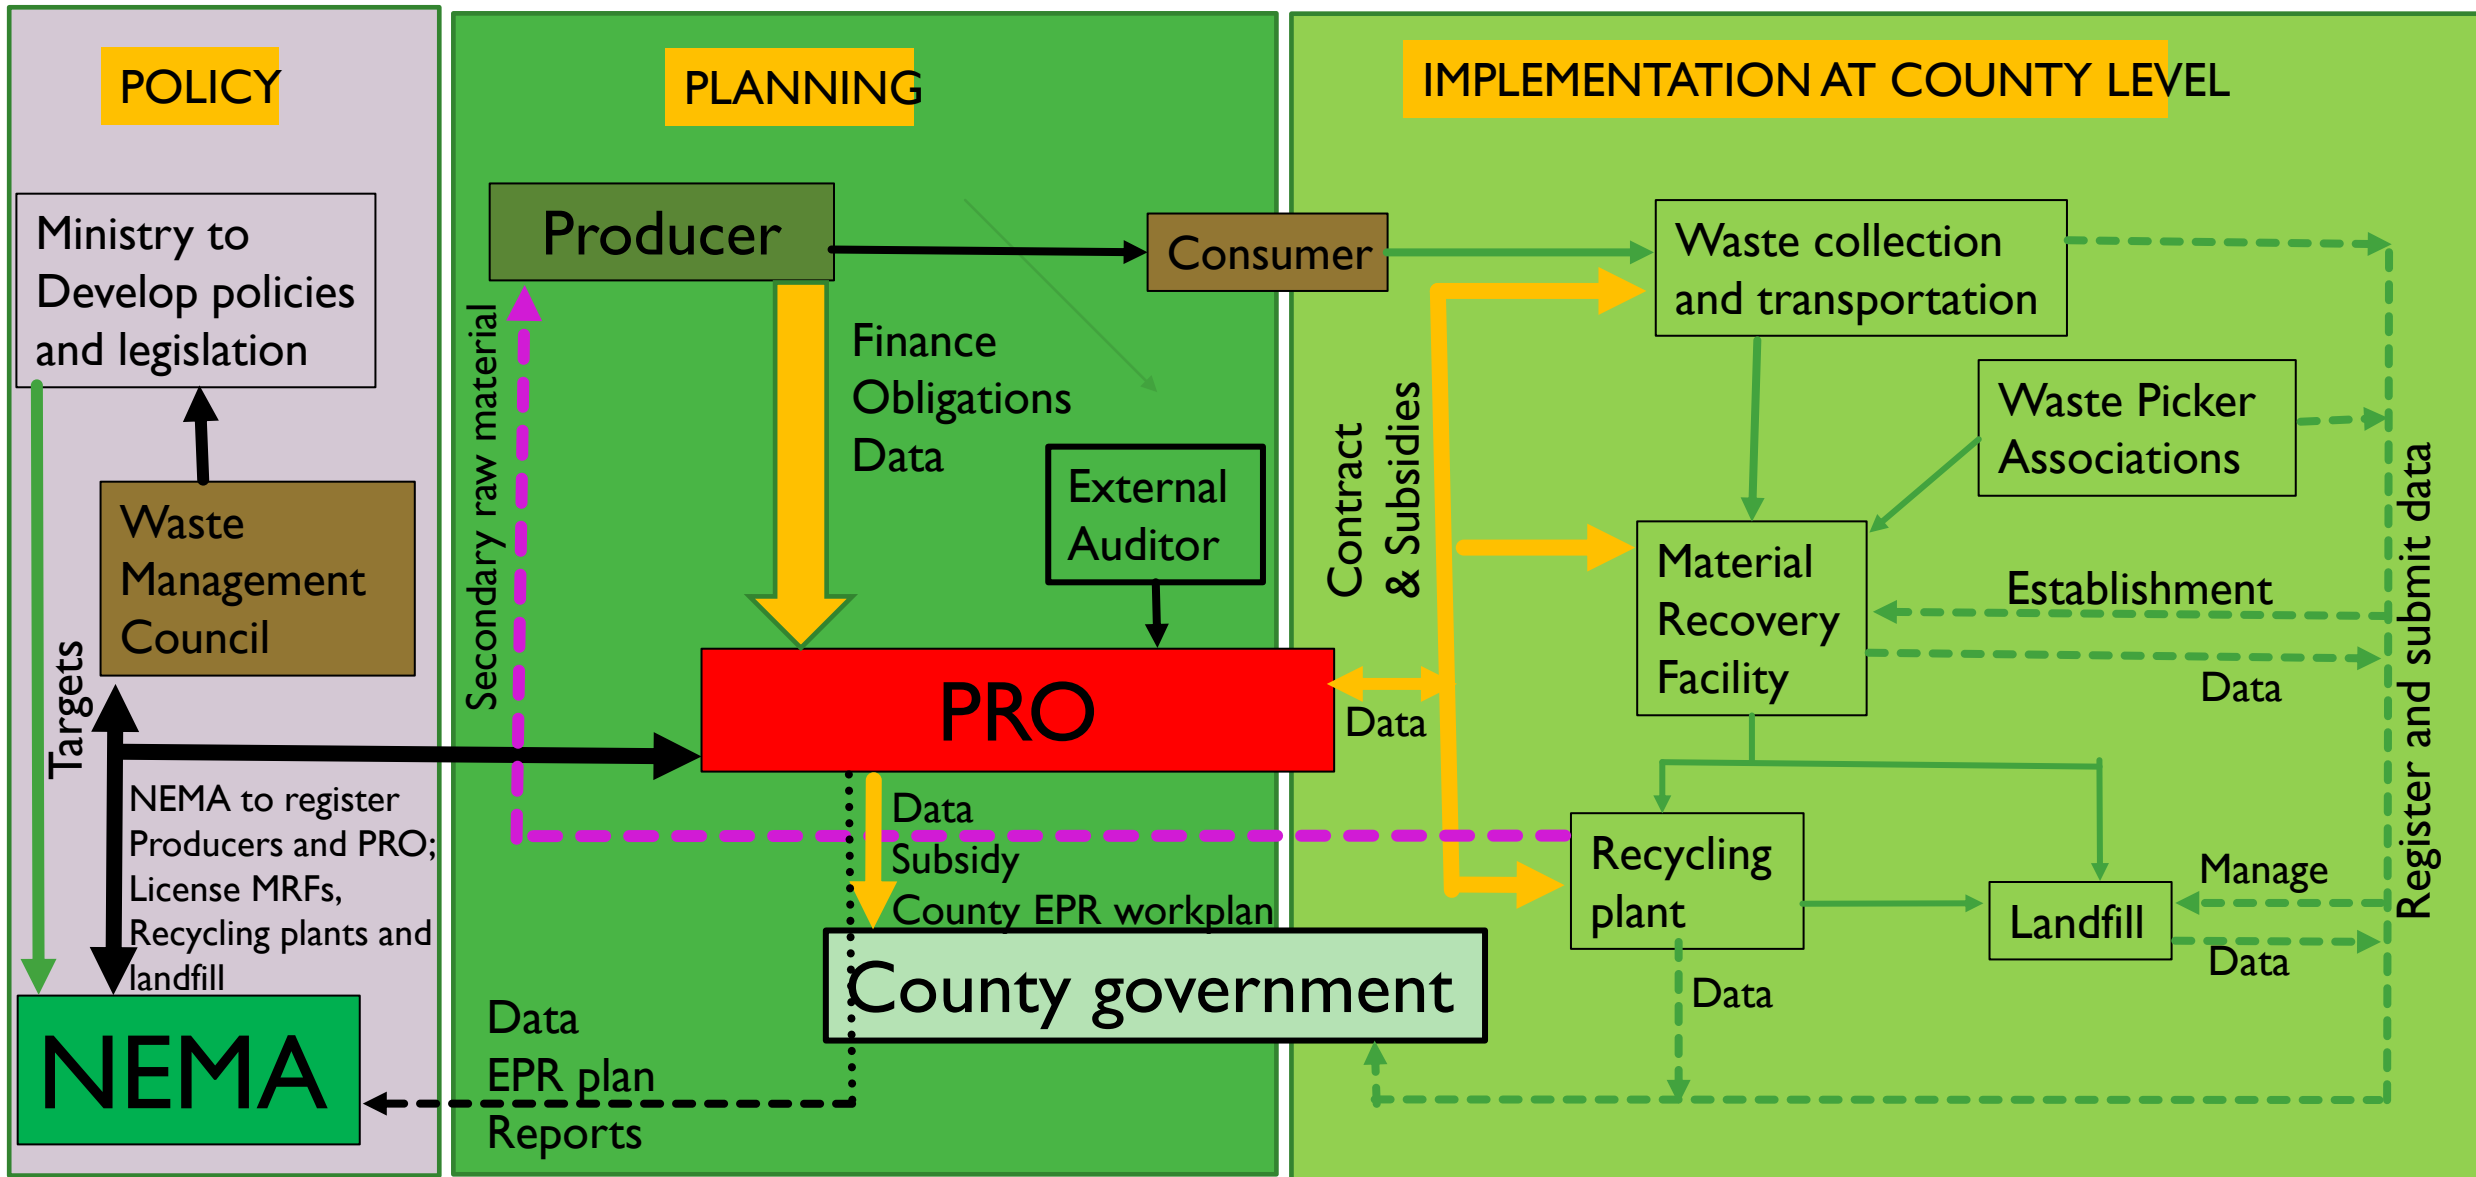 POLICY
Ministry to
Develop policies
and legislation
Waste
Management
Council
Targets
NEMA to register
Producers and PRO;
License MRFs,
Recycling plants and
landfill
NEMA
PLANNING
Producer
Consumer
Secondary raw material
Finance
Obligations
Data
External
Auditor
PRO
Data
Subsidy
County EPR workplan
County government
Data
EPR plan
Reports
IMPLEMENTATION AT COUNTY LEVEL
Waste collection
and transportation
Contract
& Subsidies
Waste Picker
Associations
Material
Recovery
Facility
Establishment
Data
Data
Register and submit data
Recycling
plant
Manage
Landfill
Data
Data